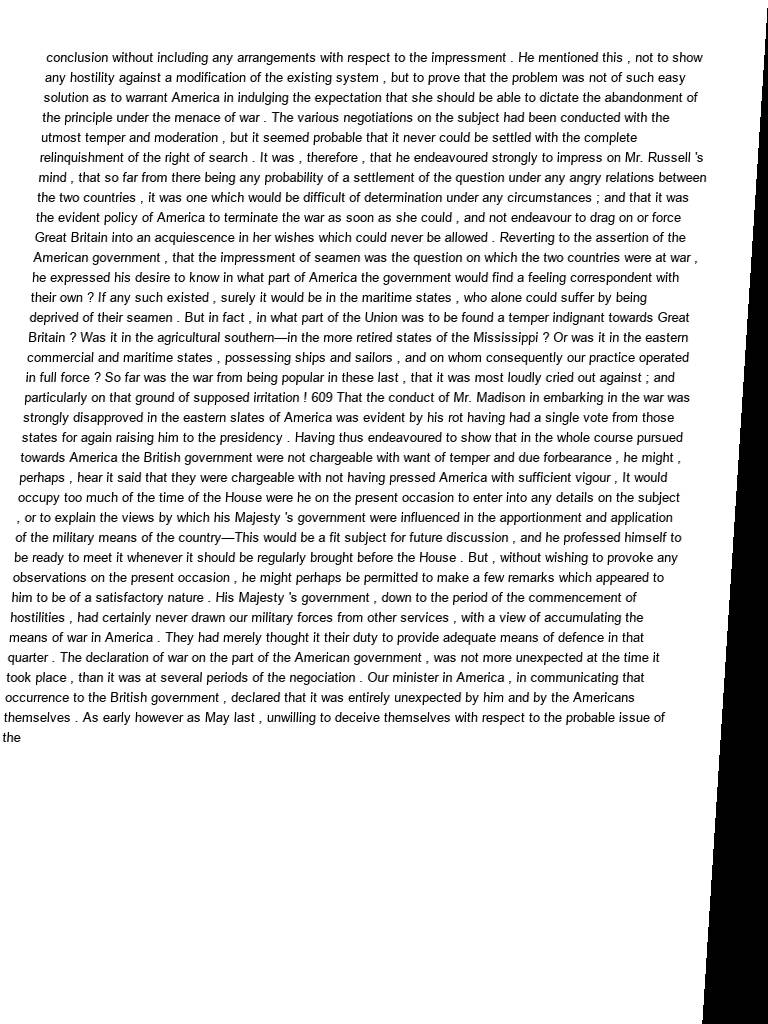 conclusion without including any arrangements with respect to the impressment . He mentioned this , not to show
any hostility against a modification of the existing system , but to prove that the problem was not of such easy
solution as to warrant America in indulging the expectation that she should be able to dictate the abandonment of
the principle under the menace of war . The various negotiations on the subject had been conducted with the
utmost temper and moderation , but it seemed probable that it never could be settled with the complete
relinquishment of the right of search . It was , therefore , that he endeavoured strongly to impress on Mr. Russell 's
mind , that so far from there being any probability of a settlement of the question under any angry relations between
the two countries , it was one which would be difficult of determination under any circumstances ; and that it was
the evident policy of America to terminate the war as soon as she could , and not endeavour to drag on or force
Great Britain into an acquiescence in her wishes which could never be allowed . Reverting to the assertion of the
American government , that the impressment of seamen was the question on which the two countries were at war ,
he expressed his desire to know in what part of America the government would find a feeling correspondent with
their own ? If any such existed , surely it would be in the maritime states , who alone could suffer by being
deprived of their seamen . But in fact , in what part of the Union was to be found a temper indignant towards Great
Britain ? Was it in the agricultural southern—in the more retired states of the Mississippi ? Or was it in the eastern
commercial and maritime states , possessing ships and sailors , and on whom consequently our practice operated
in full force ? So far was the war from being popular in these last , that it was most loudly cried out against ; and
particularly on that ground of supposed irritation ! 609 That the conduct of Mr. Madison in embarking in the war was
strongly disapproved in the eastern slates of America was evident by his rot having had a single vote from those
states for again raising him to the presidency . Having thus endeavoured to show that in the whole course pursued
towards America the British government were not chargeable with want of temper and due forbearance , he might ,
perhaps , hear it said that they were chargeable with not having pressed America with sufficient vigour , It would
occupy too much of the time of the House were he on the present occasion to enter into any details on the subject
, or to explain the views by which his Majesty 's government were influenced in the apportionment and application
of the military means of the country—This would be a fit subject for future discussion , and he professed himself to
be ready to meet it whenever it should be regularly brought before the House . But , without wishing to provoke any
observations on the present occasion , he might perhaps be permitted to make a few remarks which appeared to
him to be of a satisfactory nature . His Majesty 's government , down to the period of the commencement of
hostilities , had certainly never drawn our military forces from other services , with a view of accumulating the
means of war in America . They had merely thought it their duty to provide adequate means of defence in that
quarter . The declaration of war on the part of the American government , was not more unexpected at the time it
took place , than it was at several periods of the negociation . Our minister in America , in communicating that
occurrence to the British government , declared that it was entirely unexpected by him and by the Americans
themselves . As early however as May last , unwilling to deceive themselves with respect to the probable issue of
the